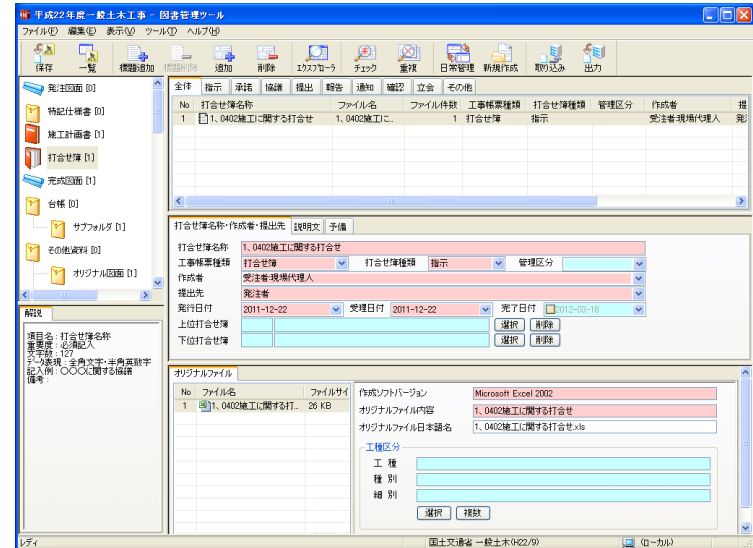 平成22年度一般土木工事 - 図書管理ツール
ファイル(F) 編集(E) 表示(V) ツール(T) ヘルプ(H)
保存 一覧 標題追加 標題削除 追加 削除 エクスプローラ チェック 重複 日常管理 新規作成 取り込み 出力
発注図面 [0]
特記仕様書 [0]
施工計画書 [1]
打合せ簿 [1]
完成図面 [1]
台帳 [0]
サブフォルダ [1]
その他資料 [0]
オリジナル図面 [1]
解説
項目名 : 打合せ簿名称
重要度 : 必須記入
文字数 : 127
データ表現 : 全角文字・半角英数字
記入例 : 〇〇〇に関する協議
備考 :
全体 指示 承諾 協議 提出 報告 通知 確認 立会 その他
No 打合せ簿名称 ファイル名 ファイル件数 工事帳票種類 打合せ簿種類 管理区分 作成者 提
1 1、0402施工に関する打合せ 1、0402施工に... 1 打合せ簿 指示 受注者:現場代理人 発
打合せ簿名称・作成者・提出先 説明文 予備
打合せ簿名称 1、0402施工に関する打合せ
工事帳票種類 打合せ簿 打合せ簿種類 指示 管理区分
作成者 受注者:現場代理人
提出先 発注者
発行日付 2011-12-22 受理日付 2011-12-22 完了日付 2012-03-18
上位打合せ簿 選択 削除
下位打合せ簿 選択 削除
オリジナルファイル
No ファイル名 ファイルサイ
1 1、0402施工に関する打... 26 KB
作成ソフトバージョン Microsoft Excel 2002
オリジナルファイル内容 1、0402施工に関する打合せ
オリジナルファイル日本語名 1、0402施工に関する打合せ.xls
工種区分
工 種
種 別
細 別
選択 複数
レディ 国土交通省 一般土木(H22/9) (ローカル)